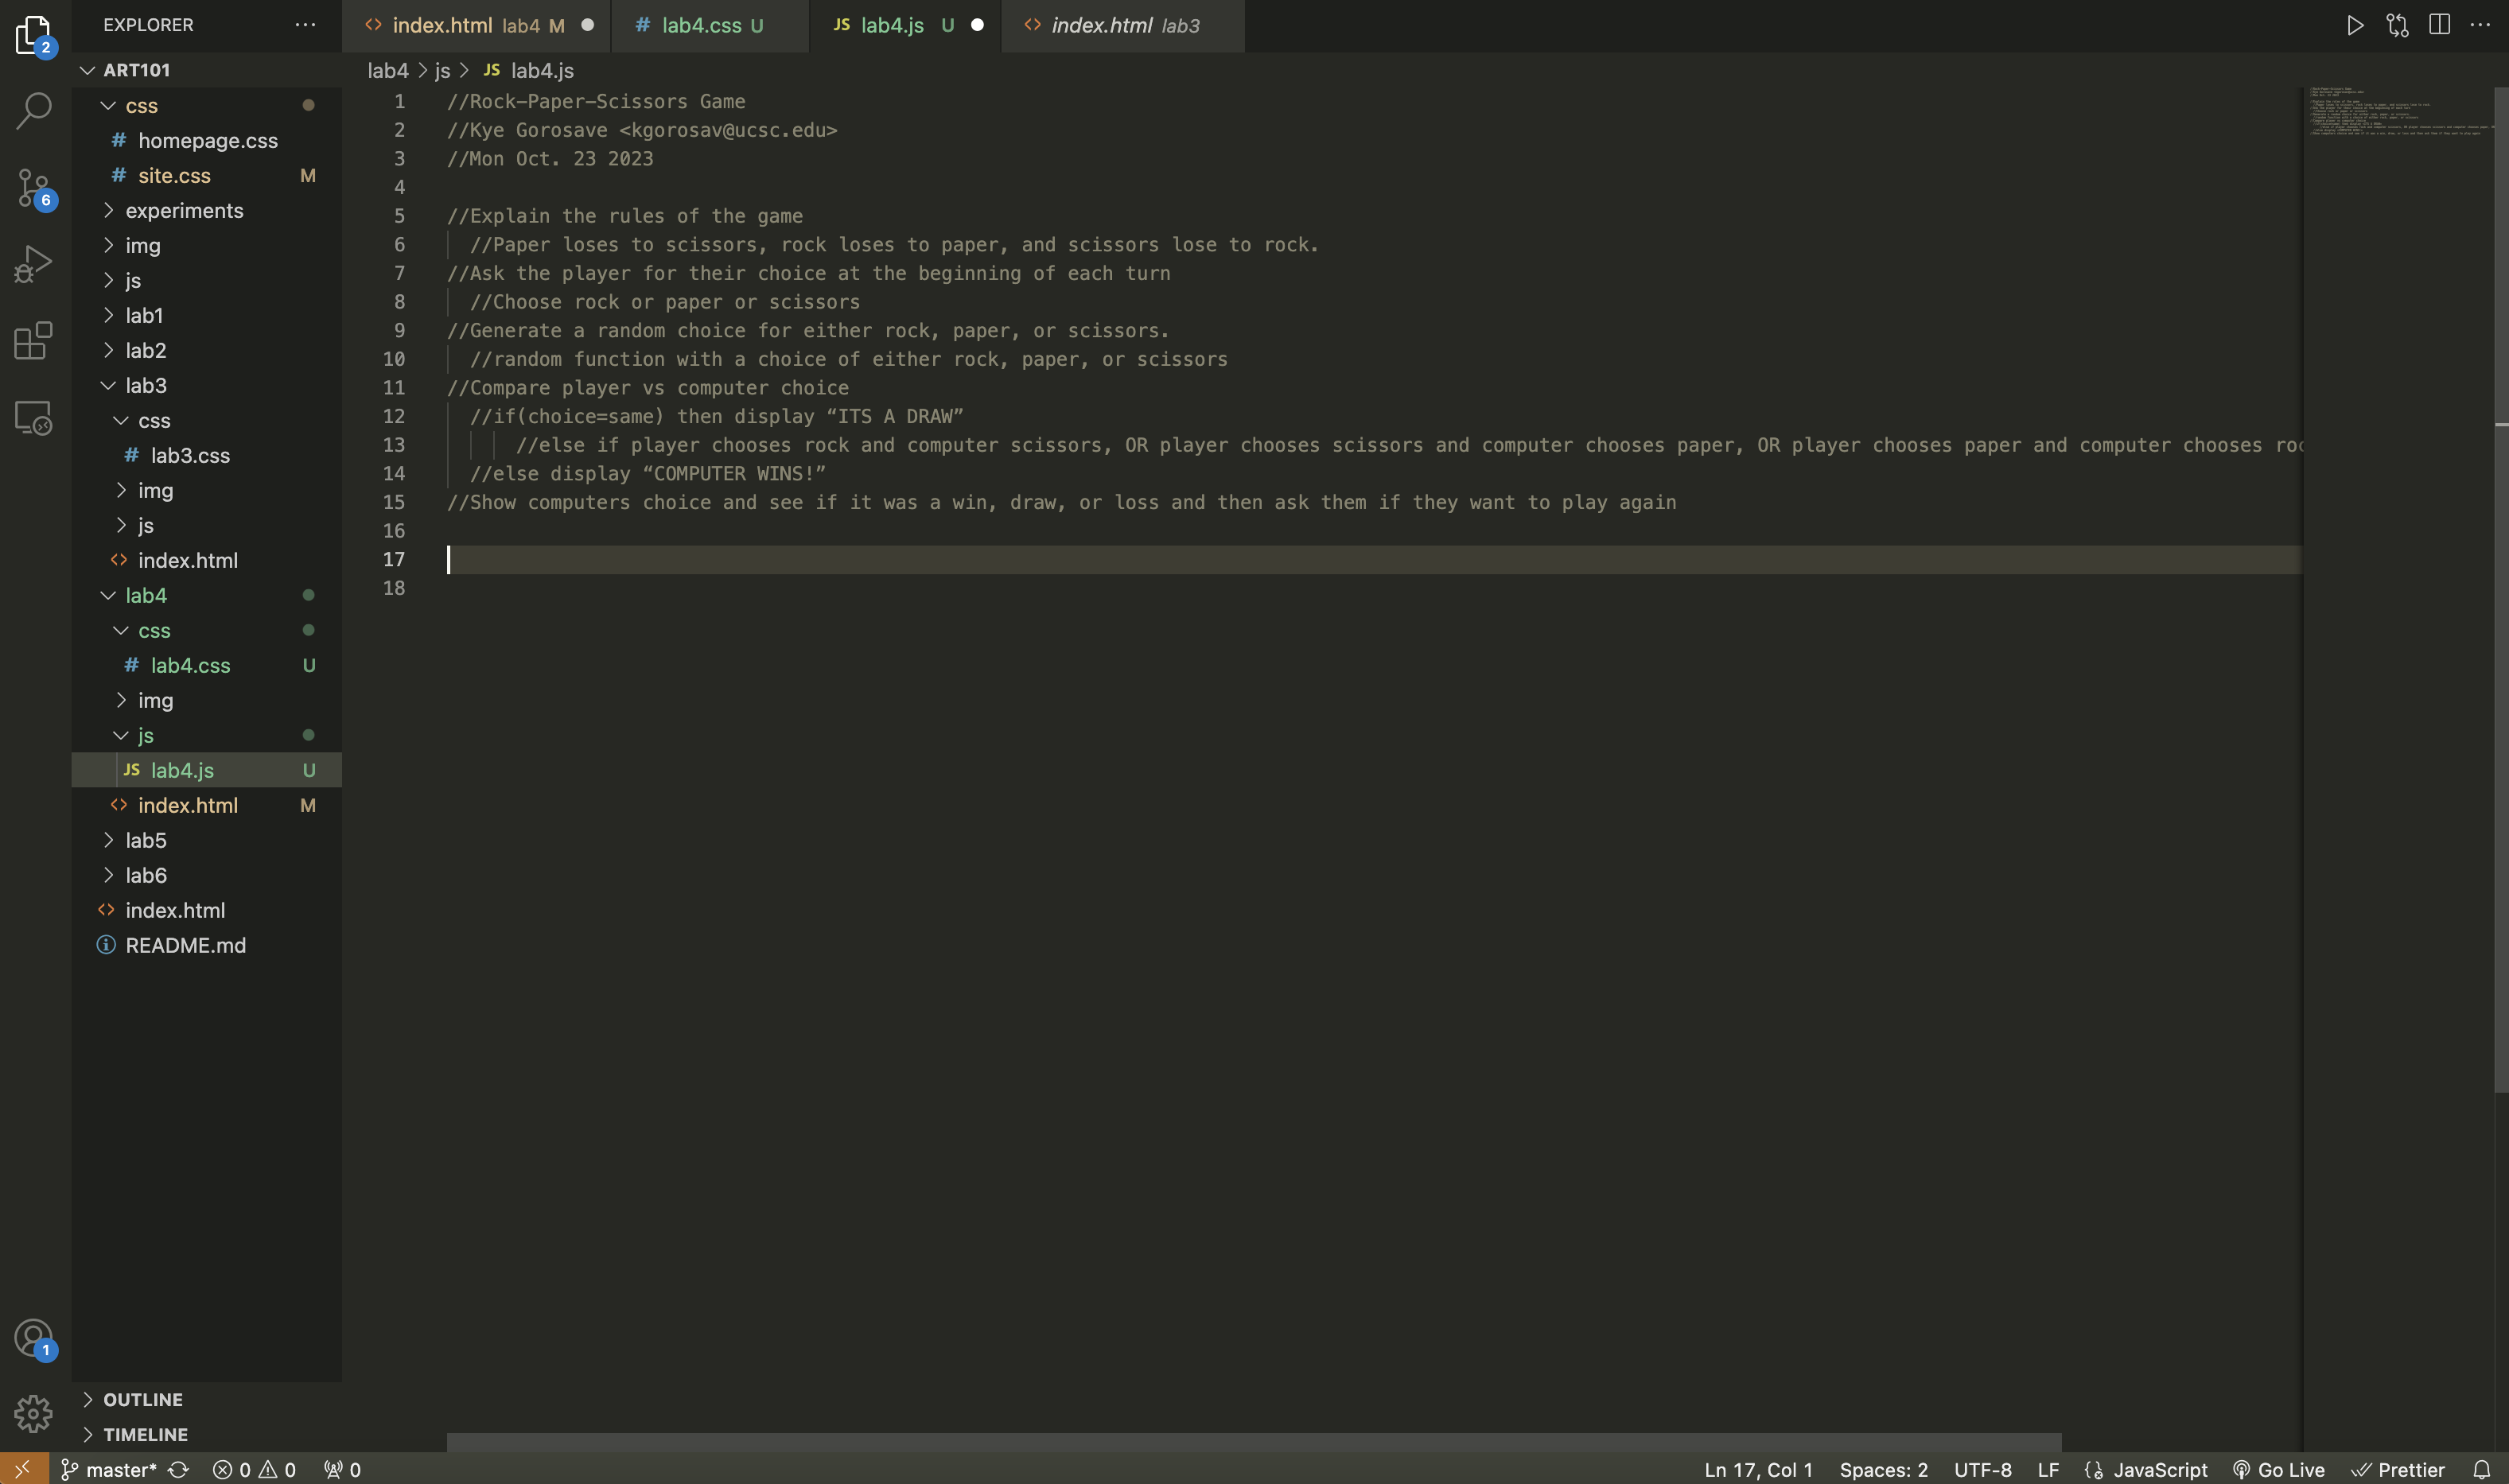 EXPLORER
index.html lab4 M
# lab4.css U
JS lab4.js U
index.html lab3
2
ART101
lab4 > js > JS lab4.js
css
# homepage.css
# site.css M
experiments
img
js
lab1
lab2
lab3
css
# lab3.css
img
js
index.html
lab4
css
# lab4.css U
img
js
JS lab4.js U
index.html M
lab5
lab6
index.html
README.md
6
1 //Rock-Paper-Scissors Game
2 //Kye Gorosave <kgorosav@ucsc.edu>
3 //Mon Oct. 23 2023
4
5 //Explain the rules of the game
6 //Paper loses to scissors, rock loses to paper, and scissors lose to rock.
7 //Ask the player for their choice at the beginning of each turn
8 //Choose rock or paper or scissors
9 //Generate a random choice for either rock, paper, or scissors.
10 //random function with a choice of either rock, paper, or scissors
11 //Compare player vs computer choice
12 //if(choice=same) then display “ITS A DRAW”
13 //else if player chooses rock and computer scissors, OR player chooses scissors and computer chooses paper, OR player chooses paper and computer chooses roc
14 //else display “COMPUTER WINS!”
15 //Show computers choice and see if it was a win, draw, or loss and then ask them if they want to play again
16
17
18
1
OUTLINE
TIMELINE
master* 0 0 0 Ln 17, Col 1 Spaces: 2 UTF-8 LF JavaScript Go Live Prettier